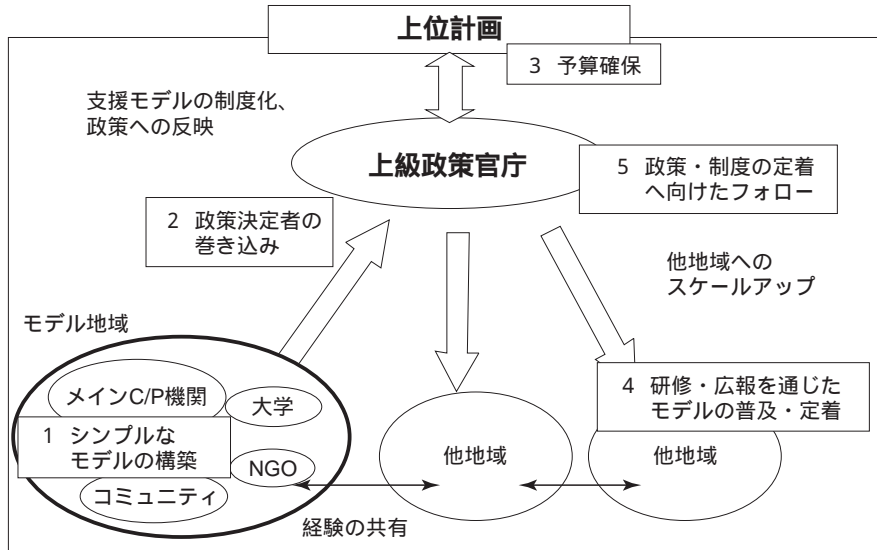 上位計画
3 予算確保
支援モデルの制度化、
政策への反映
上級政策官庁
5 政策・制度の定着
へ向けたフォロー
2 政策決定者の
巻き込み
他地域への
スケールアップ
モデル地域
メインC/P機関
大学
1 シンプルな
モデルの構築
NGO
コミュニティ
他地域
4 研修・広報を通じた
モデルの普及・定着
他地域
経験の共有